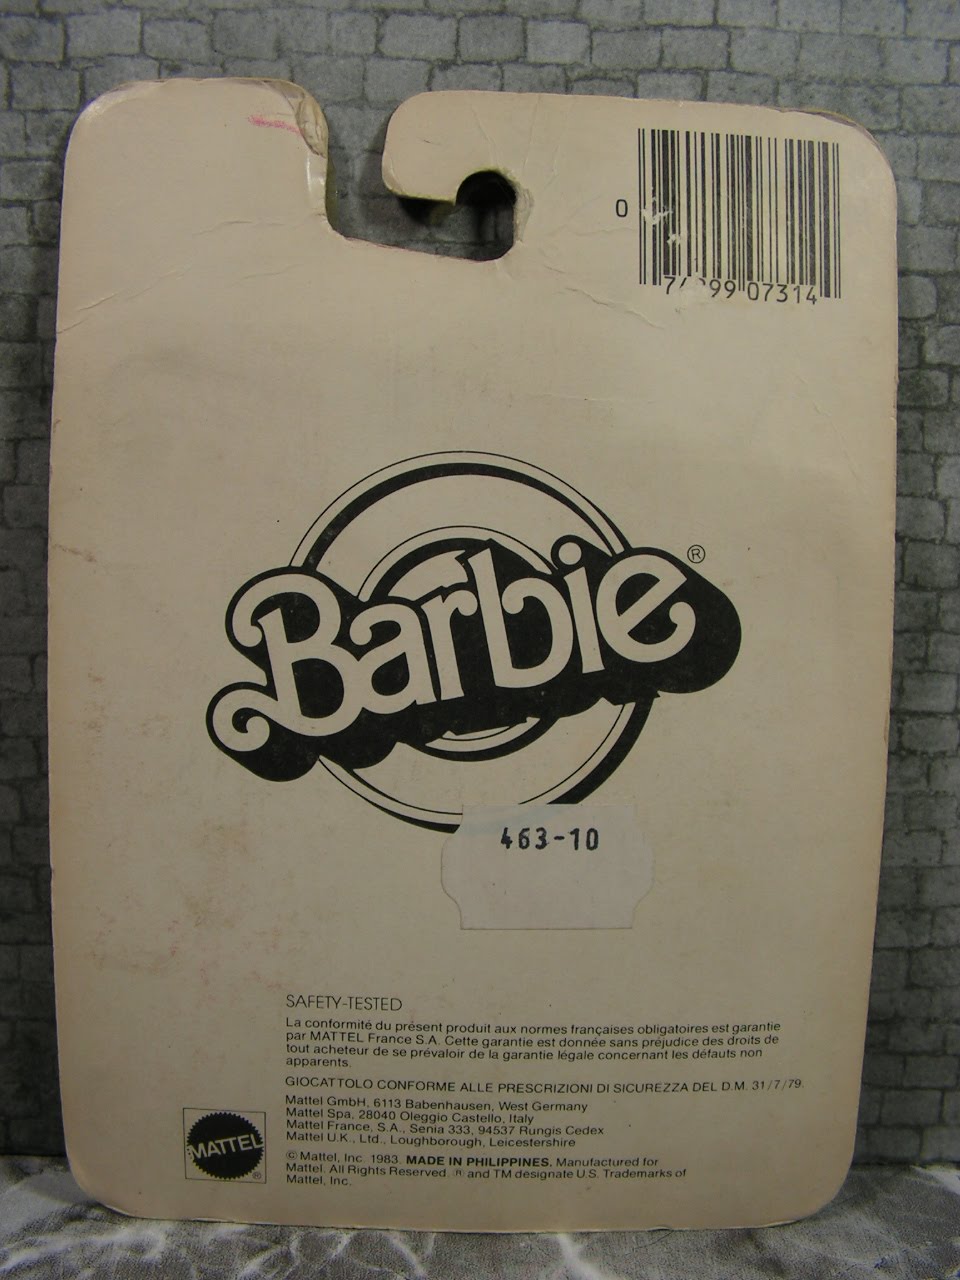 0
99 07314
Barbie®
463-10
SAFETY-TESTED
La conformité du présent produit aux normes françaises obligatoires est garantie
par MATTEL France S.A. Cette garantie est donnée sans préjudice des droits de
tout acheteur de se prévaloir de la garantie légale concernant les défauts non
apparents.
GIOCATTOLO CONFORME ALLE PRESCRIZIONI DI SICUREZZA DEL D.M. 31/7/79.
Mattel GmbH, 6113 Babenhausen, West Germany
Mattel Spa, 28040 Oleggio Castello, Italy
Mattel France, S.A., Senia 333, 94537 Rungis Cedex
Mattel U.K., Ltd., Loughborough, Leicestershire
MATTEL®
© Mattel, Inc. 1983. MADE IN PHILIPPINES. Manufactured for
Mattel. All Rights Reserved. ® and TM designate U.S. Trademarks of
Mattel, Inc.